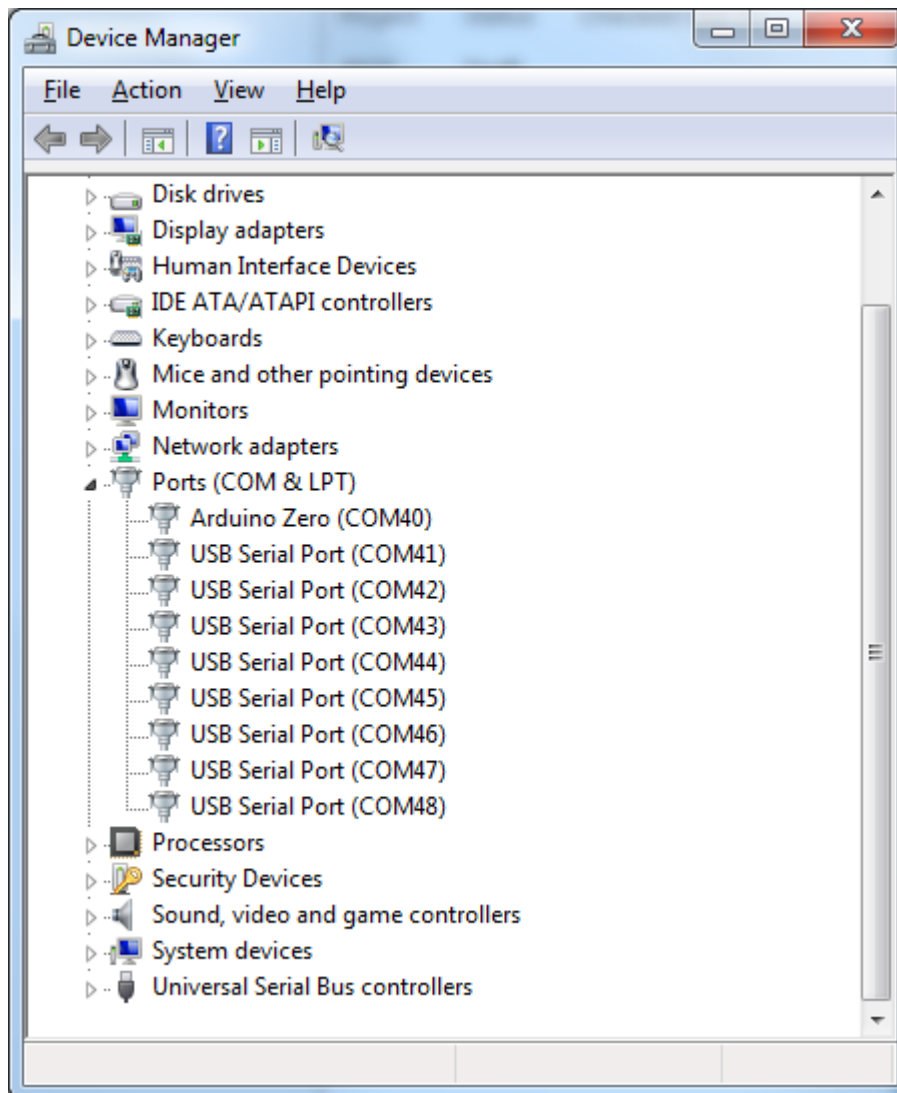 Device Manager
File Action View Help
Disk drives
Display adapters
Human Interface Devices
IDE ATA/ATAPI controllers
Keyboards
Mice and other pointing devices
Monitors
Network adapters
Ports (COM & LPT)
Arduino Zero (COM40)
USB Serial Port (COM41)
USB Serial Port (COM42)
USB Serial Port (COM43)
USB Serial Port (COM44)
USB Serial Port (COM45)
USB Serial Port (COM46)
USB Serial Port (COM47)
USB Serial Port (COM48)
Processors
Security Devices
Sound, video and game controllers
System devices
Universal Serial Bus controllers